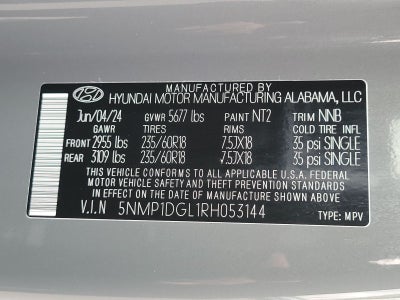 MANUFACTURED BY
HYUNDAI MOTOR MANUFACTURING ALABAMA, LLC
Jun/04/24 GVWR 5677 lbs PAINT NT2 TRIM NNB
GAWR TIRES RIMS COLD TIRE INFL
FRONT 2955 lbs 235/60R18 7.5JX18 35 psi SINGLE
REAR 3109 lbs 235/60R18 7.5JX18 35 psi SINGLE
THIS VEHICLE CONFORMS TO ALL APPLICABLE U.S.A. FEDERAL
MOTOR VEHICLE SAFETY, BUMPER, AND THEFT PREVENTION STANDARDS
IN EFFECT ON THE DATE OF MANUFACTURE SHOWN ABOVE.
V.I.N 5NMP1DGL1RH053144 TYPE: MPV